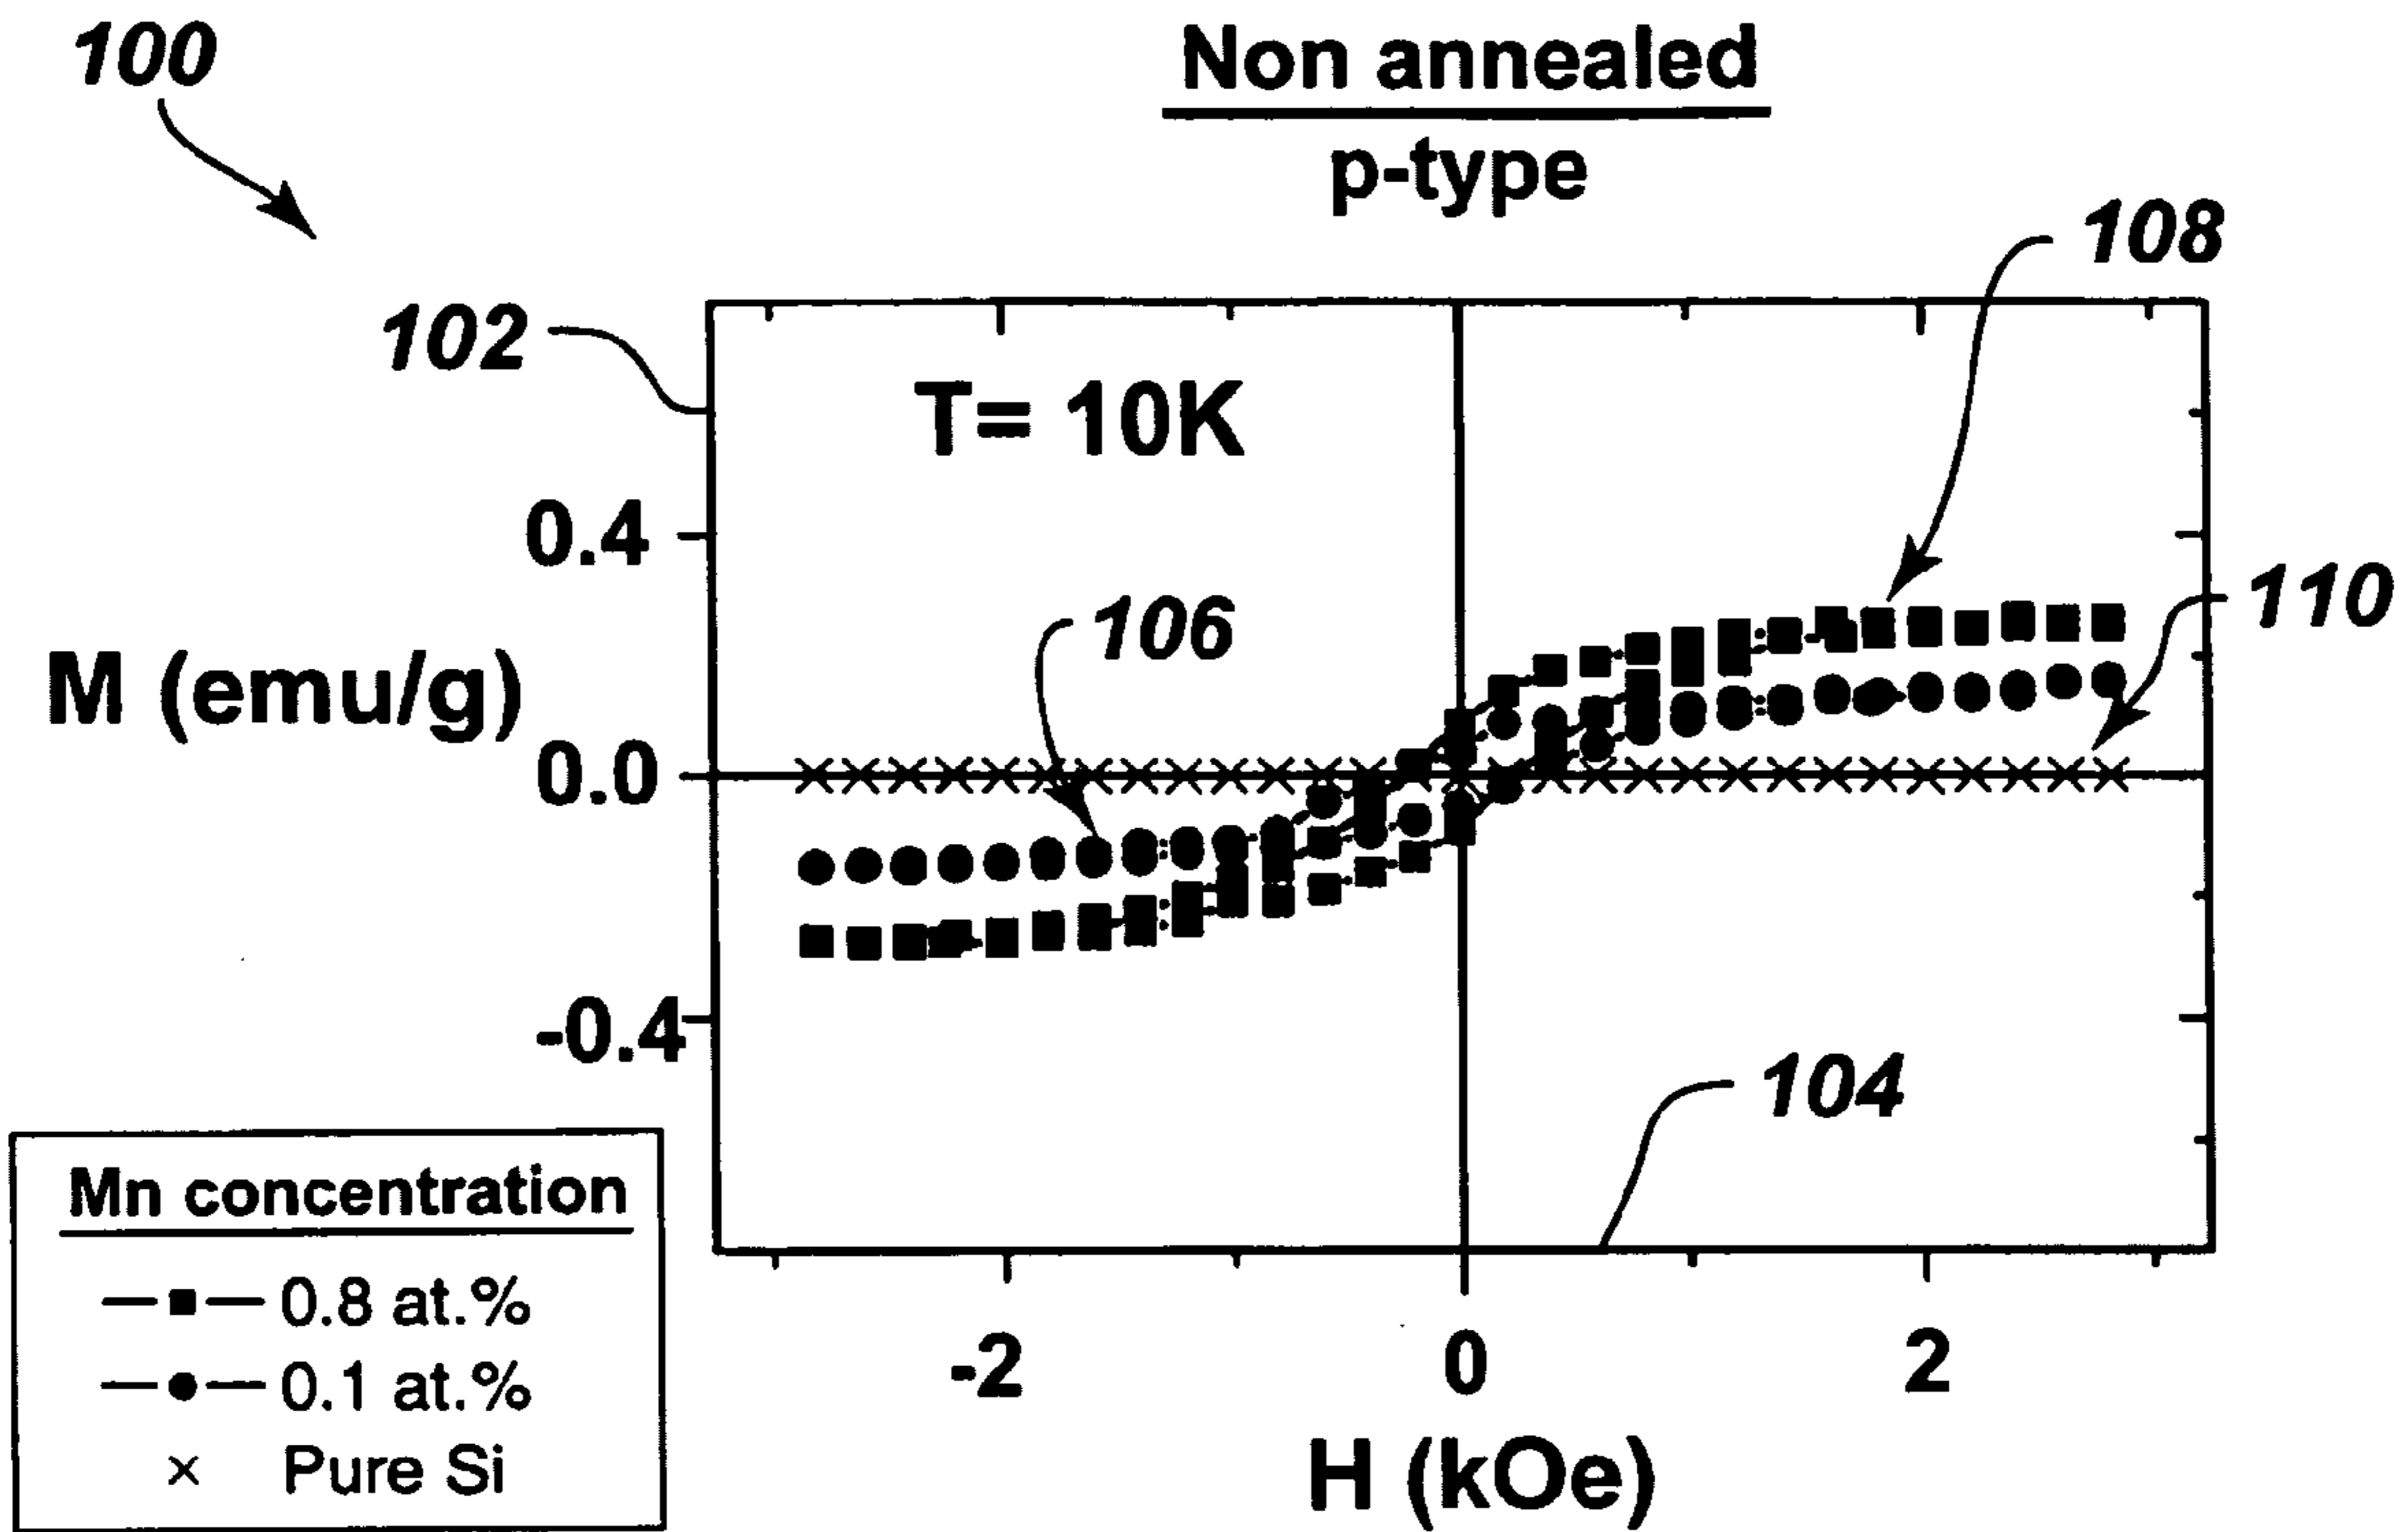 100
Non annealed
p-type
108
102
T= 10K
0.4
110
106
M (emu/g)
0.0
-0.4
104
Mn concentration
0.8 at.%
0.1 at.%
× Pure Si
-2 0 2
H (kOe)